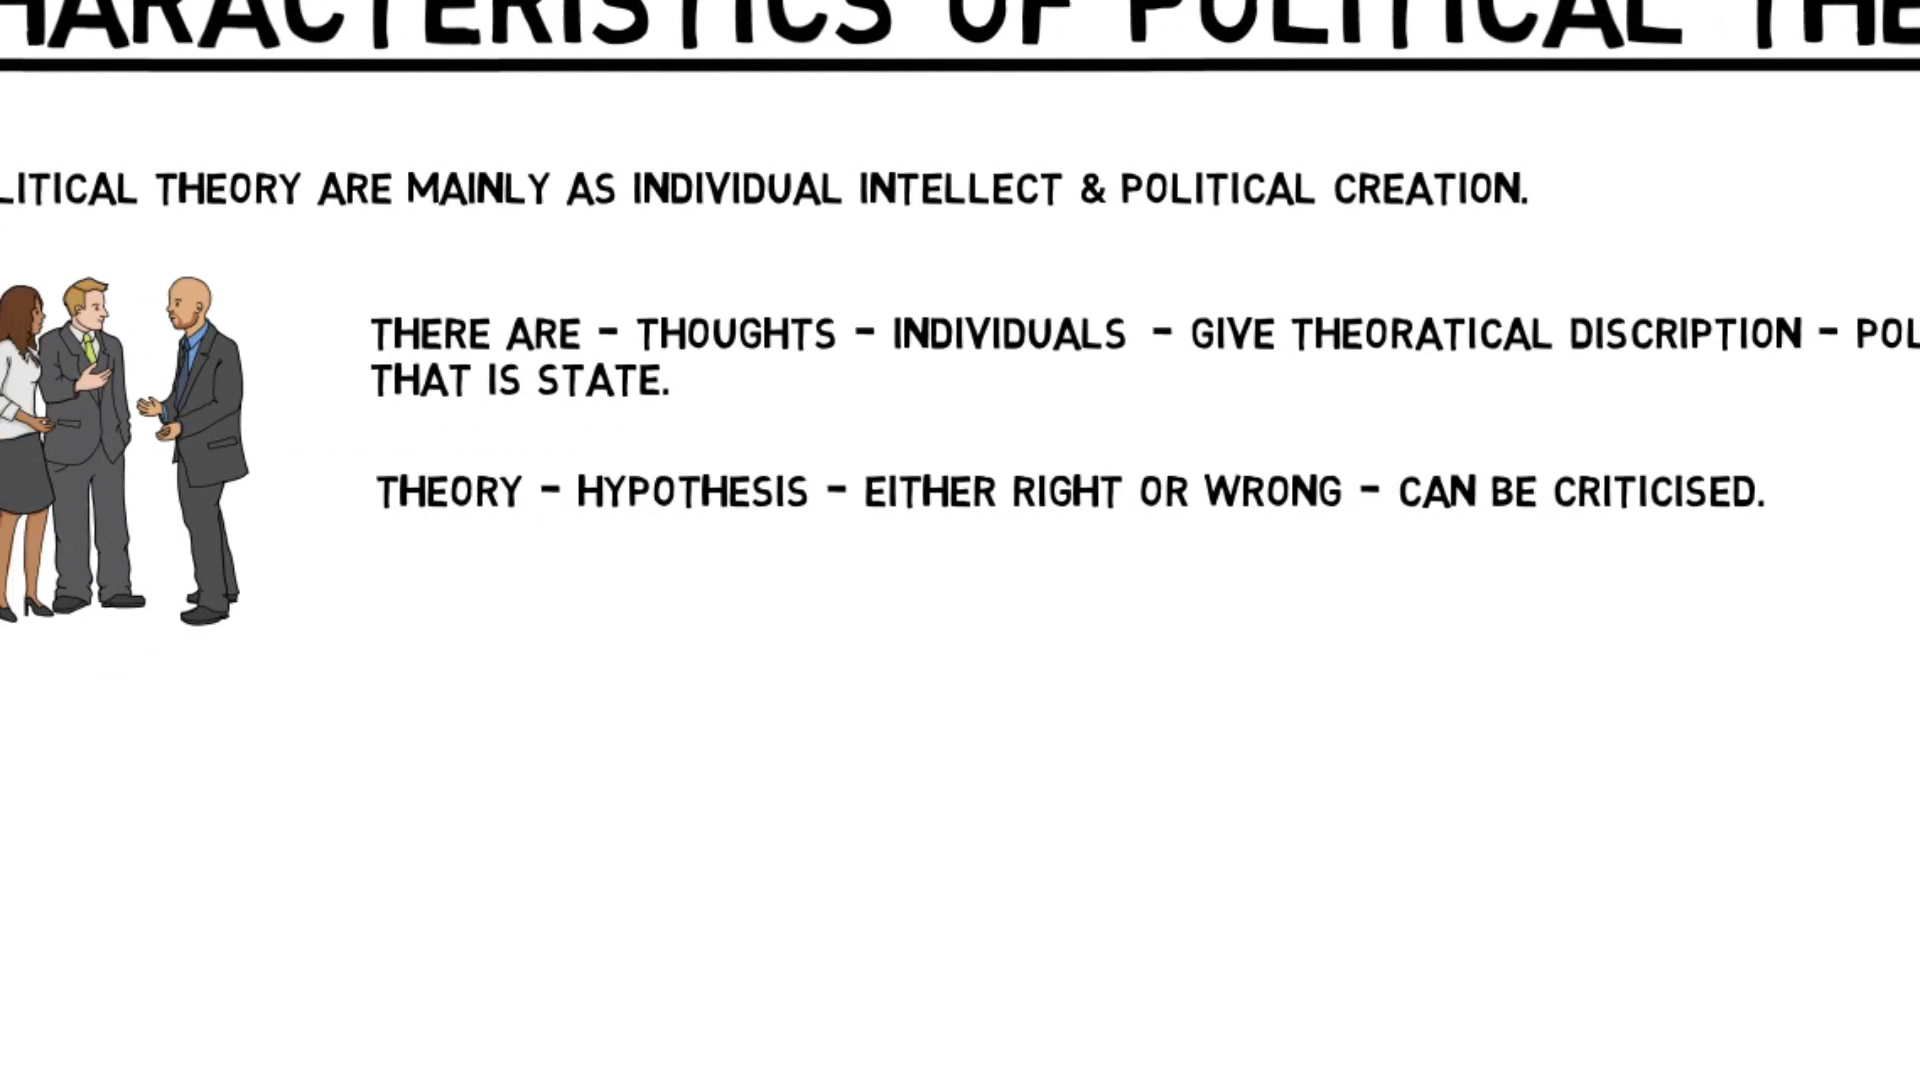 HARACTERISTICS OF POLITICAL THE
LITICAL THEORY ARE MAINLY AS INDIVIDUAL INTELLECT & POLITICAL CREATION.
THERE ARE - THOUGHTS - INDIVIDUALS - GIVE THEORATICAL DISCRIPTION - POL
THAT IS STATE.
THEORY - HYPOTHESIS - EITHER RIGHT OR WRONG - CAN BE CRITICISED.